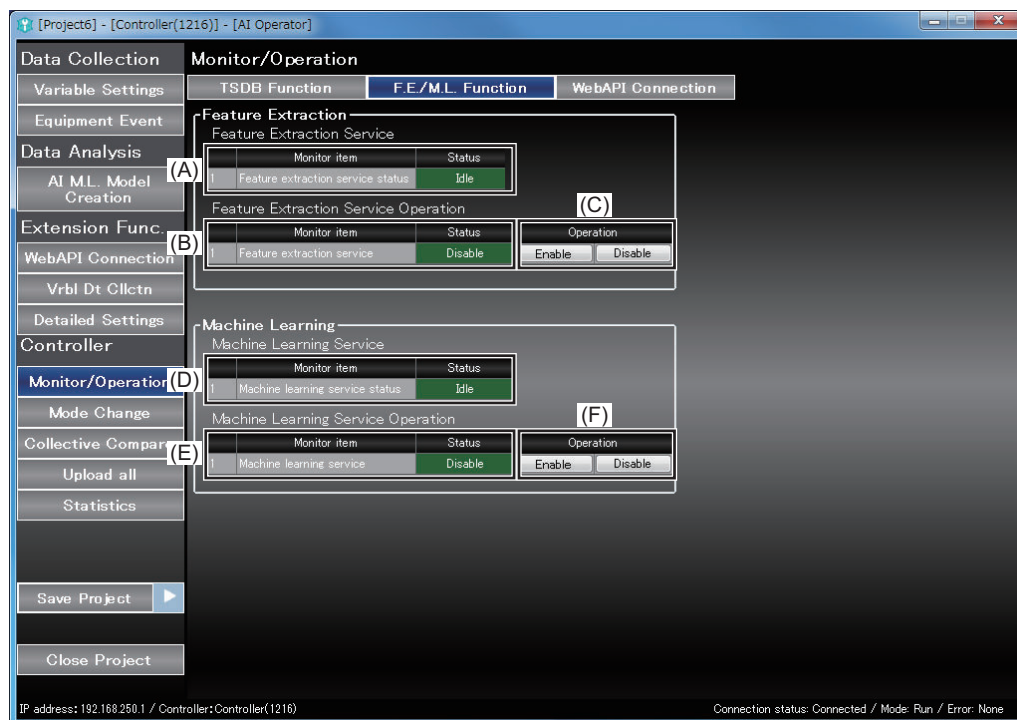 [Project6] - [Controller(1216)] - [AI Operator]
Data Collection
Variable Settings
Equipment Event
Data Analysis
AI M.L. Model
Creation
Extension Func.
WebAPI Connection
Vrbl Dt Cllctn
Detailed Settings
Controller
Monitor/Operation
Mode Change
Collective Compare
Upload all
Statistics
Save Project
Close Project
Monitor/Operation
TSDB Function F.E./M.L. Function WebAPI Connection
Feature Extraction
Feature Extraction Service
(A)
Monitor item Status
1 Feature extraction service status Idle
Feature Extraction Service Operation
(B)
Monitor item Status
1 Feature extraction service Disable
(C)
Operation
Enable Disable
Machine Learning
Machine Learning Service
(D)
Monitor item Status
1 Machine learning service status Idle
Machine Learning Service Operation
(E)
Monitor item Status
1 Machine learning service Disable
(F)
Operation
Enable Disable
IP address: 192.168.250.1 / Controller:Controller(1216) Connection status: Connected / Mode: Run / Error: None